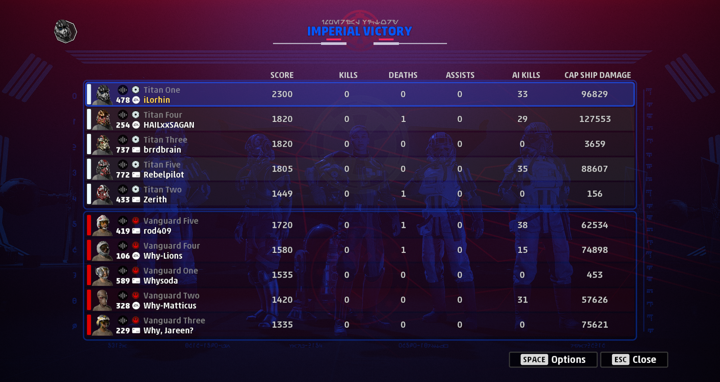 IMPERIAL VICTORY
SCORE KILLS DEATHS ASSISTS AI KILLS CAP SHIP DAMAGE
Titan One
478 iLorhin 2300 0 0 0 33 96829
Titan Four
254 HAILxxSAGAN 1820 0 1 0 29 127553
Titan Three
737 brrdbrain 1820 0 0 0 0 3659
Titan Five
772 Rebelpilot 1805 0 0 0 35 88607
Titan Two
433 Zerith 1449 0 1 0 0 156
Vanguard Five
419 rod409 1720 0 1 0 38 62534
Vanguard Four
106 Why-Lions 1580 0 1 0 15 74898
Vanguard One
589 Whysoda 1535 0 0 0 0 453
Vanguard Two
328 Why-Matticus 1420 0 0 0 31 57626
Vanguard Three
229 Why, Jareen? 1335 0 0 0 0 75621
SPACE Options ESC Close